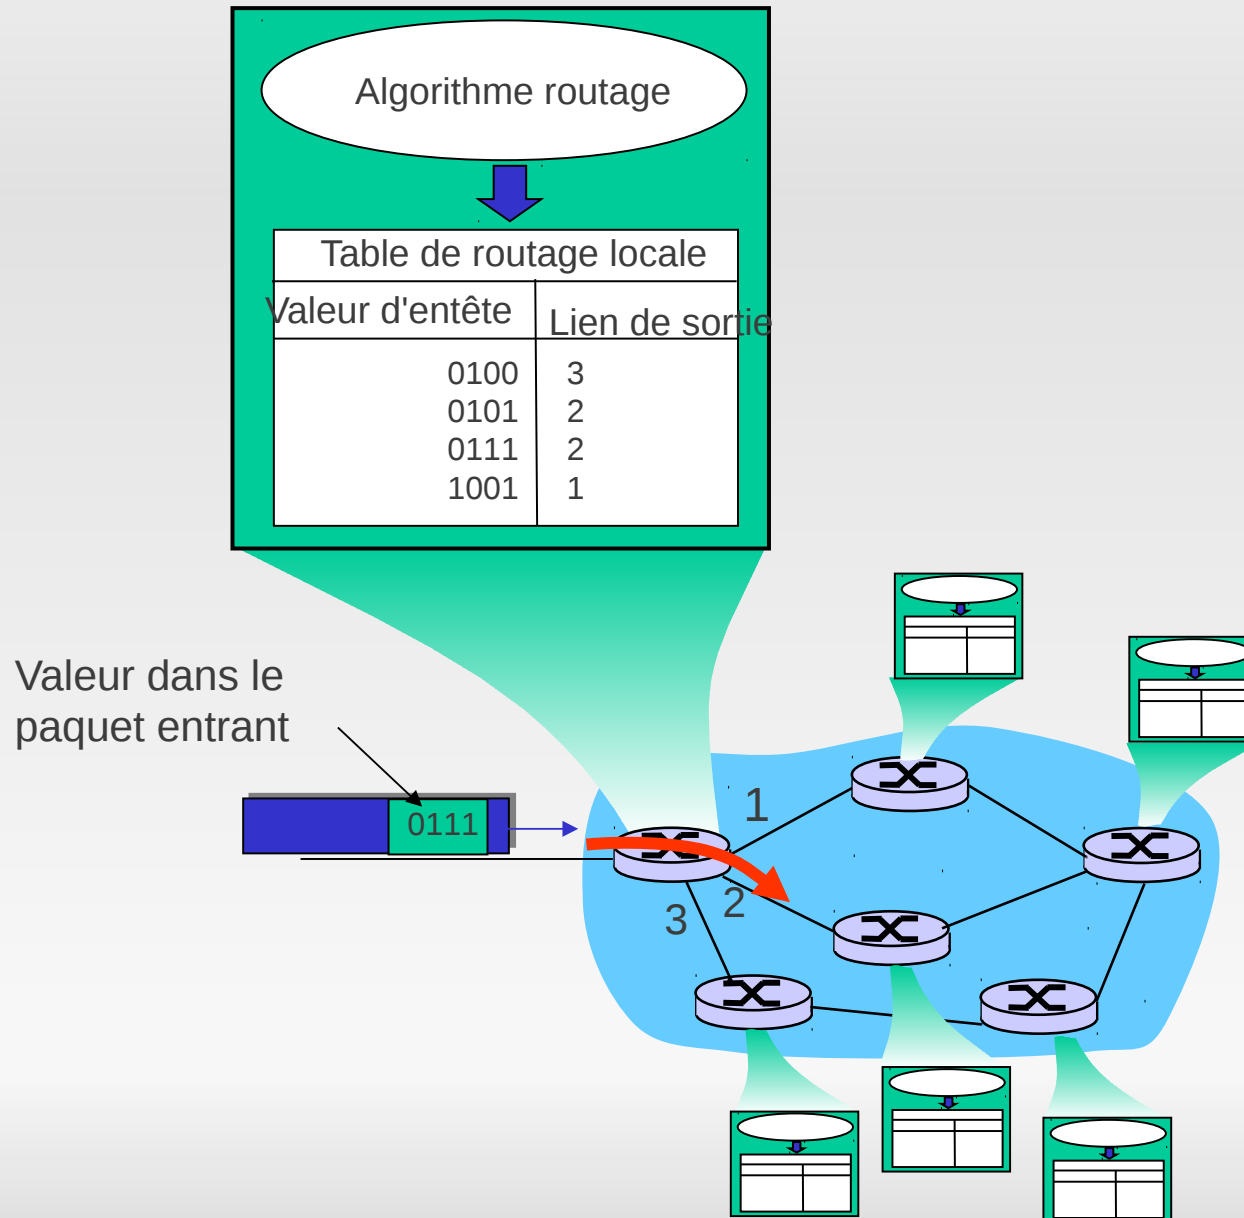 Algorithme routage
Table de routage locale
Valeur d'entête Lien de sortie
0100 3
0101 2
0111 2
1001 1
Valeur dans le
paquet entrant
0111
1
2
3